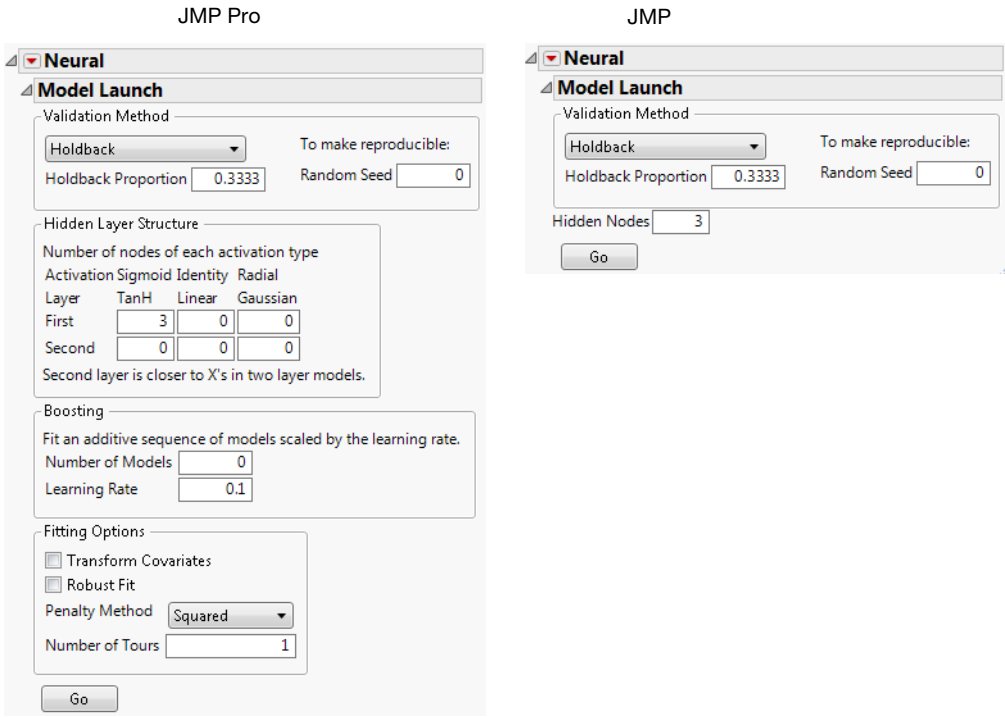 JMP Pro
Neural
Model Launch
Validation Method
Holdback
To make reproducible:
Holdback Proportion 0.3333
Random Seed 0
Hidden Layer Structure
Number of nodes of each activation type
Activation Sigmoid Identity Radial
Layer TanH Linear Gaussian
First 3 0 0
Second 0 0 0
Second layer is closer to X's in two layer models.
Boosting
Fit an additive sequence of models scaled by the learning rate.
Number of Models 0
Learning Rate 0.1
Fitting Options
Transform Covariates
Robust Fit
Penalty Method Squared
Number of Tours 1
Go
JMP
Neural
Model Launch
Validation Method
Holdback
To make reproducible:
Holdback Proportion 0.3333
Random Seed 0
Hidden Nodes 3
Go